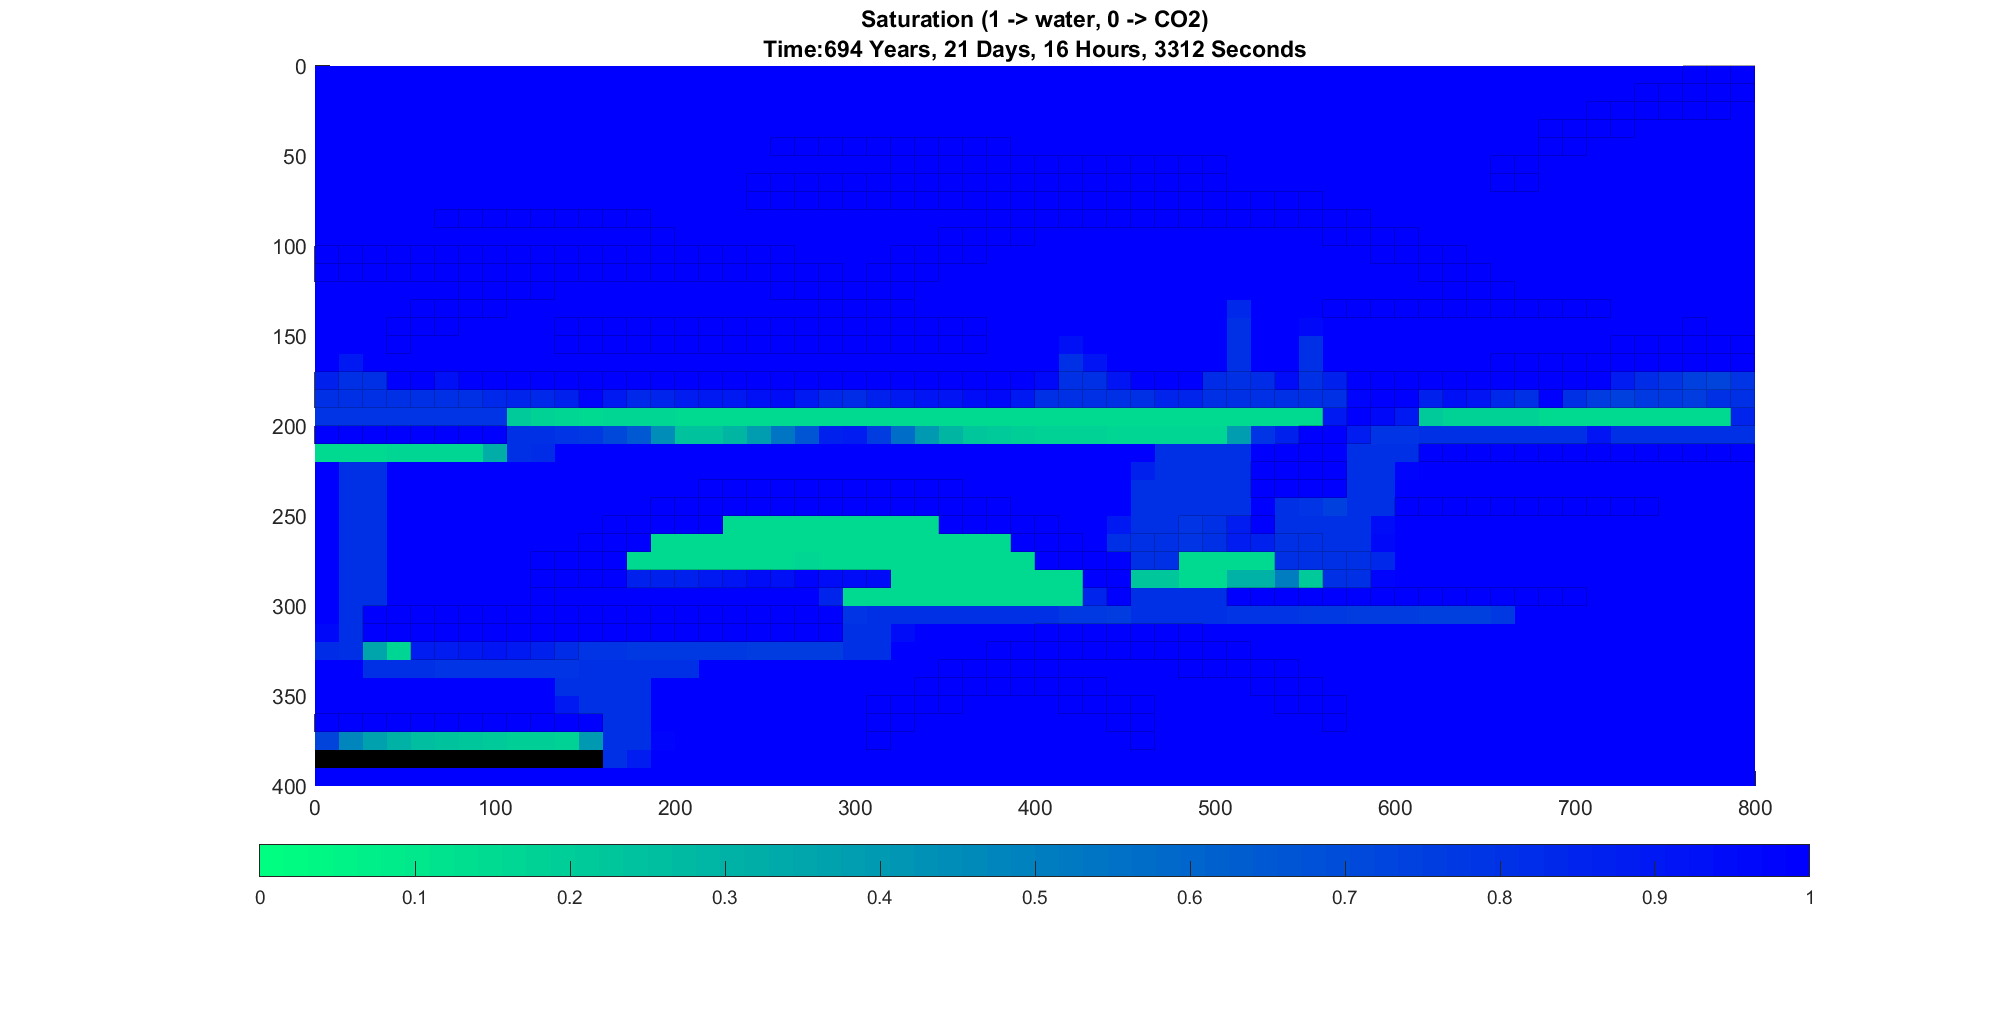 Saturation (1 -> water, 0 -> CO2)
Time:694 Years, 21 Days, 16 Hours, 3312 Seconds
0
50
100
150
200
250
300
350
400
0 100 200 300 400 500 600 700 800
0 0.1 0.2 0.3 0.4 0.5 0.6 0.7 0.8 0.9 1